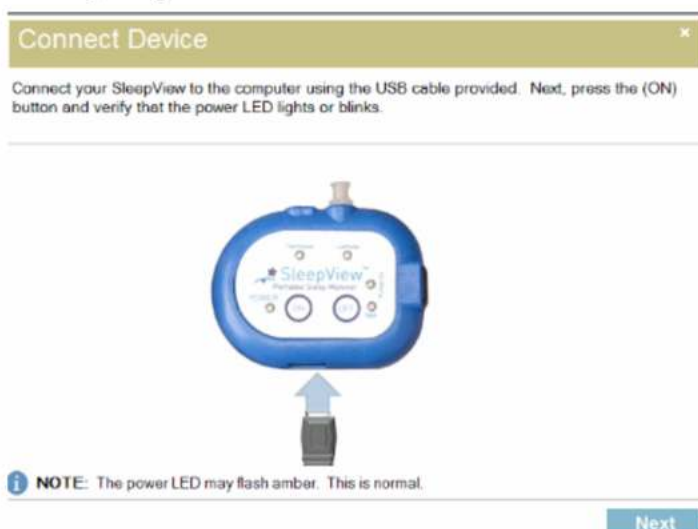 Connect Device
Connect your SleepView to the computer using the USB cable provided. Next, press the (ON)
button and verify that the power LED lights or blinks.
SleepView™
Portable Sleep Monitor
POWER
ON
OFF
NOTE: The power LED may flash amber. This is normal.
Next